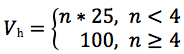 Vh = { n * 25, n < 4
100, n ≥ 4